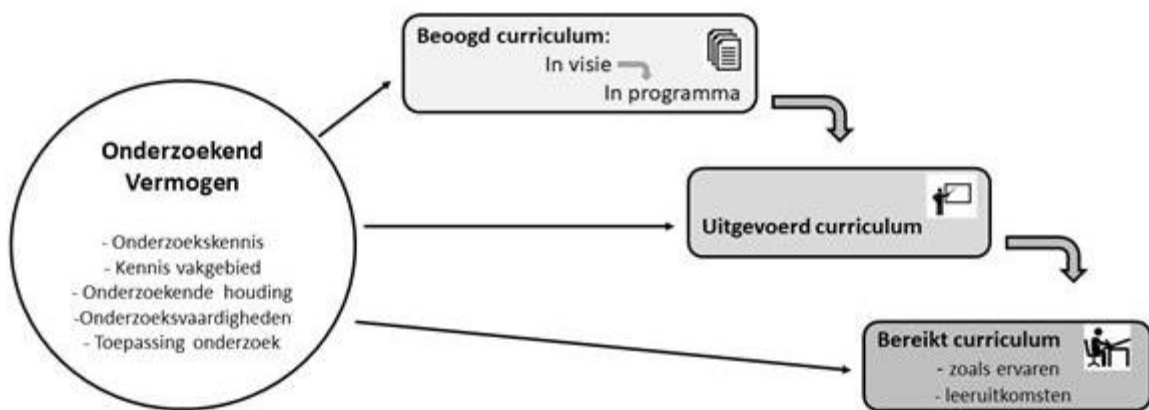 Onderzoekend
Vermogen
- Onderzoekskennis
- Kennis vakgebied
- Onderzoekende houding
-Onderzoeksvaardigheden
- Toepassing onderzoek
Beoogd curriculum:
In visie
In programma
Uitgevoerd curriculum
Bereikt curriculum
- zoals ervaren
- leeruitkomsten